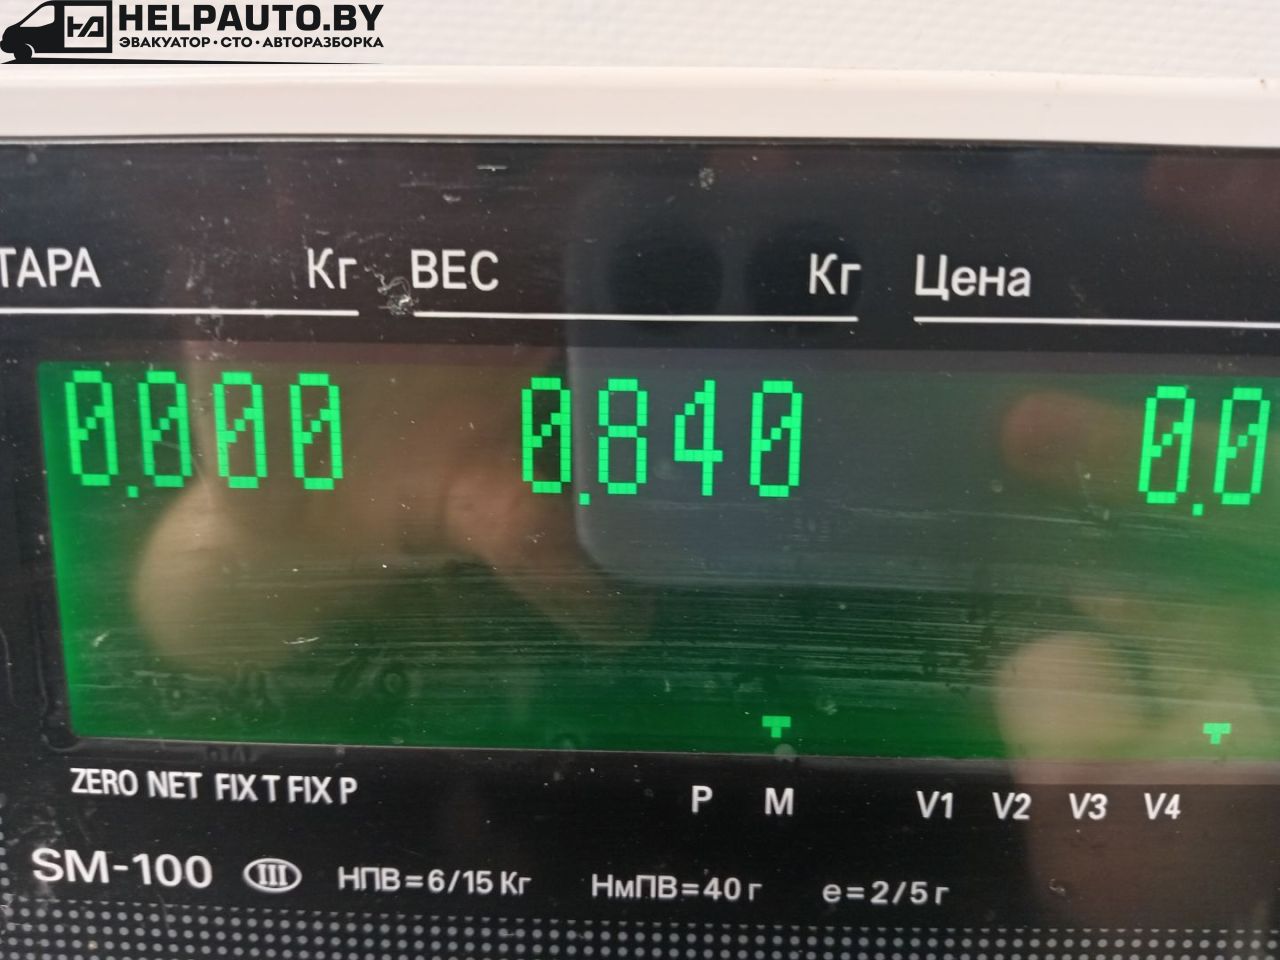 HELPAUTO.BY
ЭВАКУАТОР·СТО·АВТОРАЗБОРКА
ТАРА Кг ВЕС Кг Цена
0.000 0.840 0.0
ZERO NET FIX T FIX P P M V1 V2 V3 V4
SM-100 III НПВ=6/15 Кг НмПВ=40 г e=2/5 г